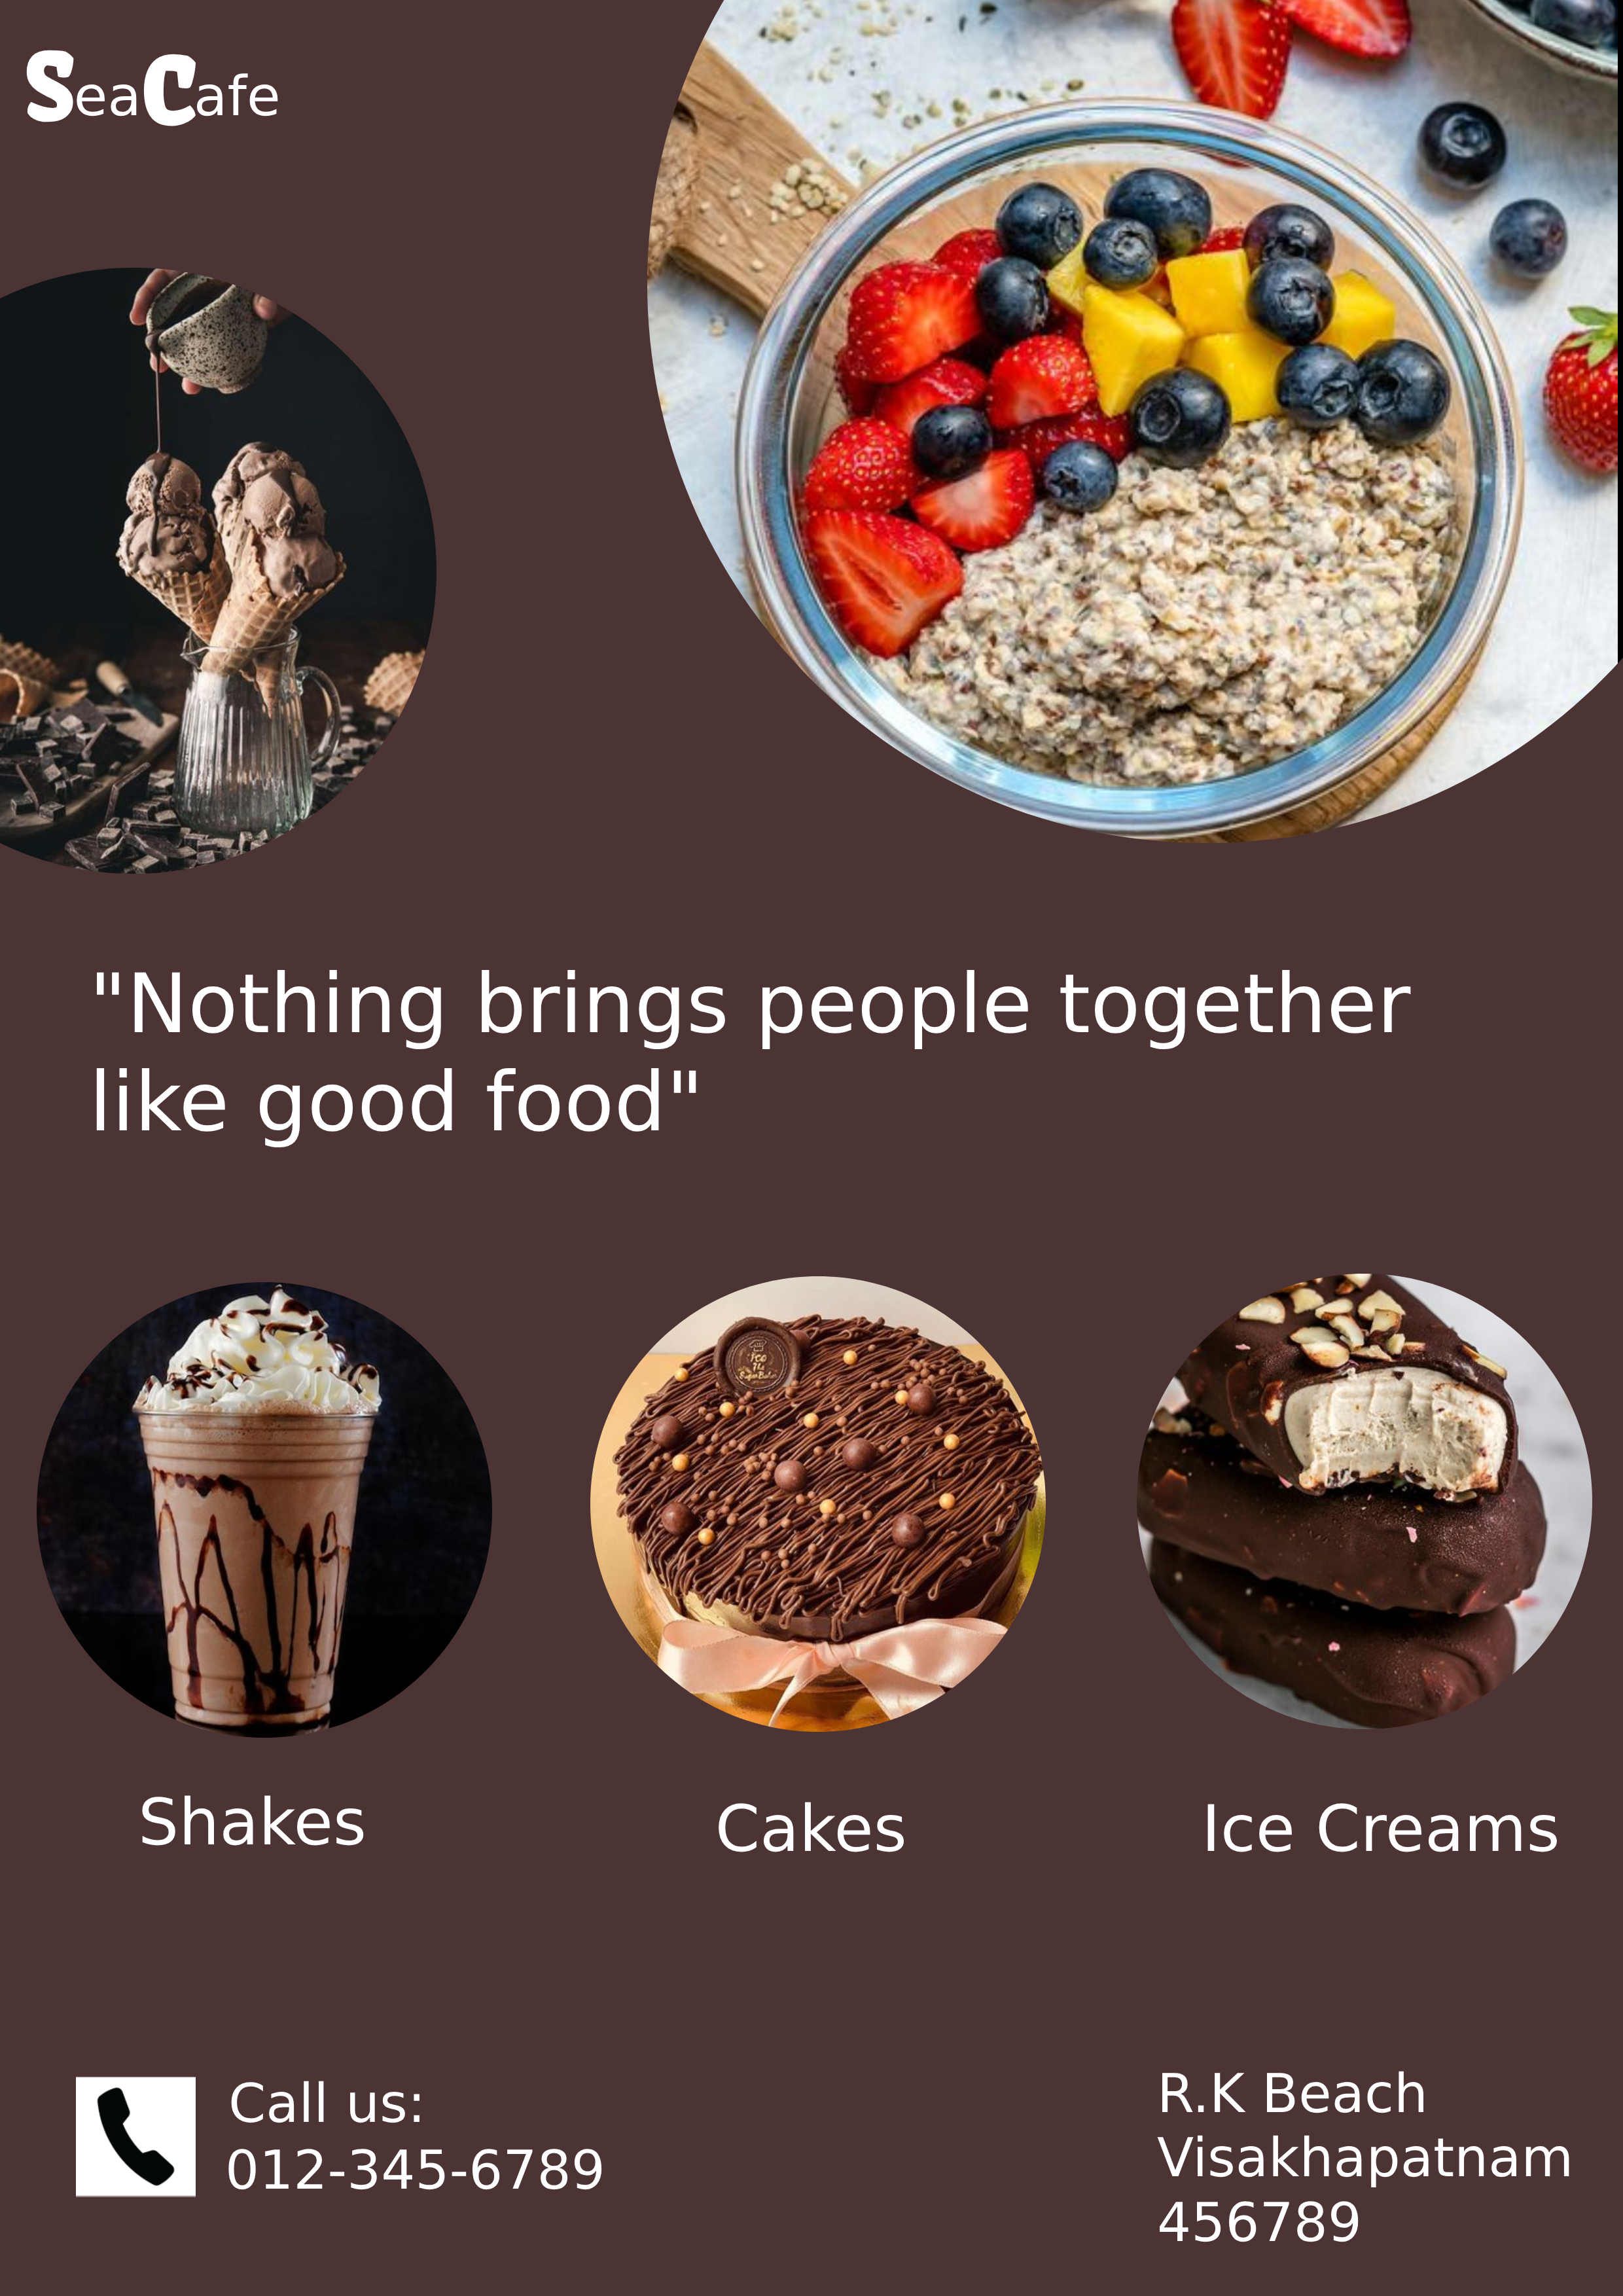 SeaCafe
"Nothing brings people together
like good food"
Shakes
Cakes
Ice Creams
Call us:
012-345-6789
R.K Beach
Visakhapatnam
456789